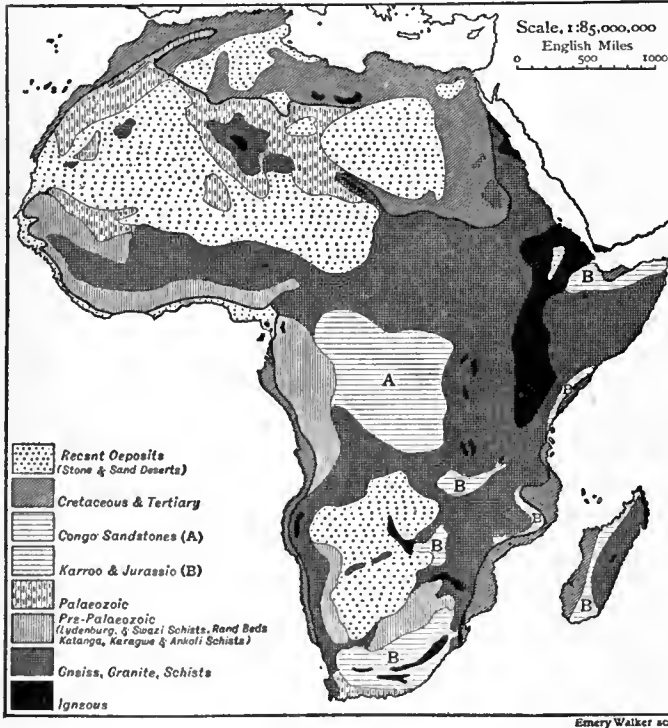 Scale, 1:85,000,000
English Miles
0 500 1000
B
A
B
B
B
B
B
B
Recent Oeposits
(Stone & Sand Deserts)
Cretaceous & Tertiary
Congo Sandstones (A)
Karroo & Jurassio (B)
Palaeozoic
Pre-Palaeozoic
(Lydenburg, & Swazi Schists, Rand Beds
Katanga, Karagwe & Ankoli Schists)
Gneiss, Granite, Schists
Igneous
Emery Walker sc